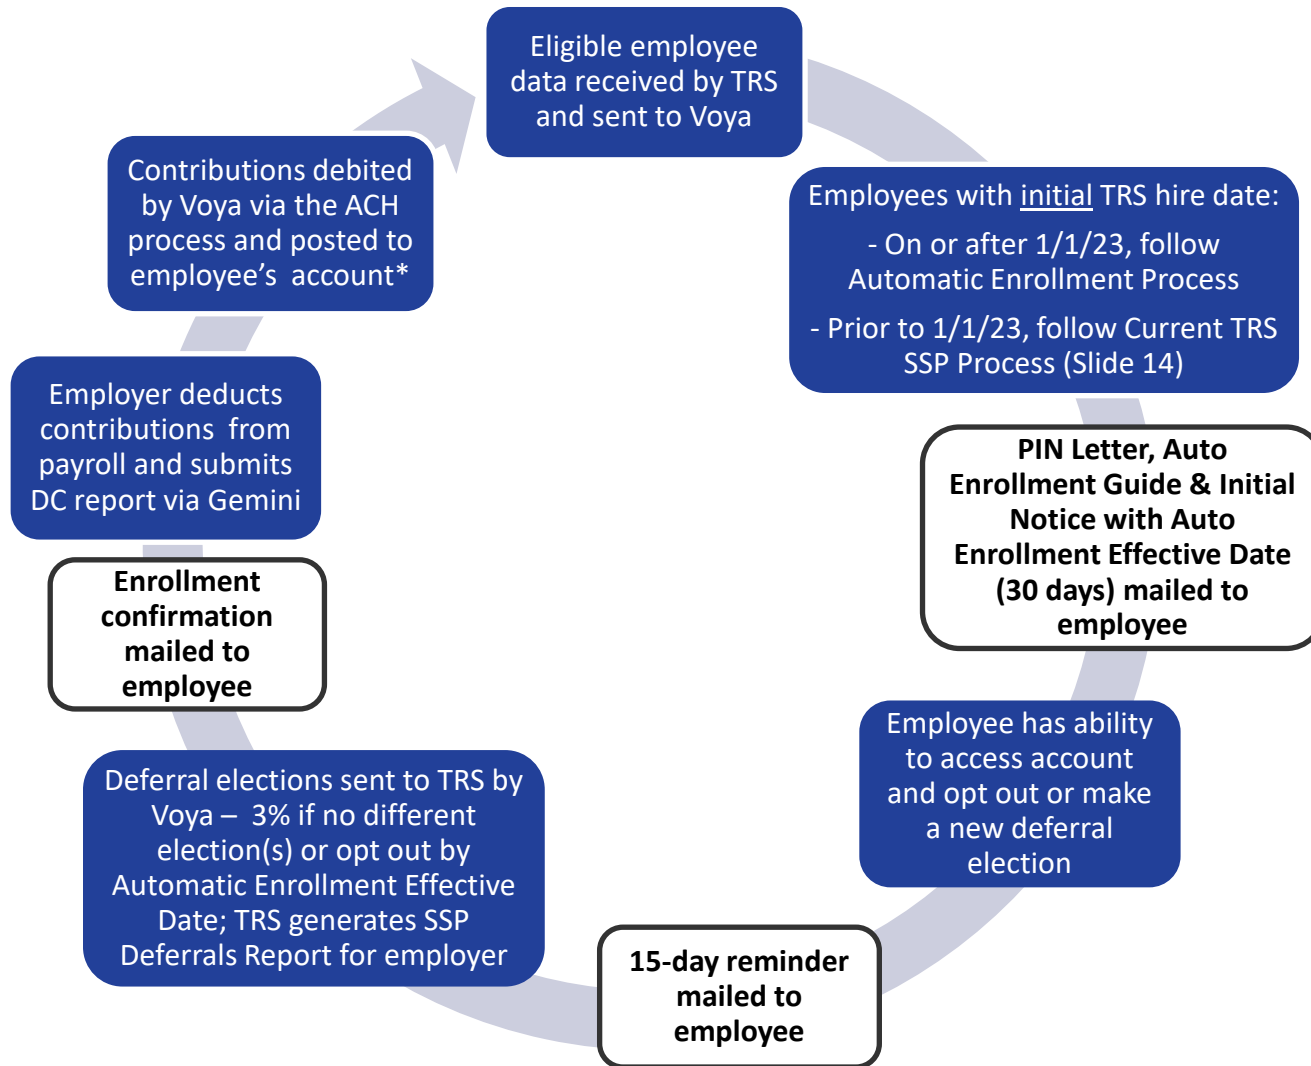 Eligible employee
data received by TRS
and sent to Voya
Employees with initial TRS hire date:
- On or after 1/1/23, follow
Automatic Enrollment Process
- Prior to 1/1/23, follow Current TRS
SSP Process (Slide 14)
PIN Letter, Auto
Enrollment Guide & Initial
Notice with Auto
Enrollment Effective Date
(30 days) mailed to
employee
Employee has ability
to access account
and opt out or make
a new deferral
election
15-day reminder
mailed to
employee
Deferral elections sent to TRS by
Voya – 3% if no different
election(s) or opt out by
Automatic Enrollment Effective
Date; TRS generates SSP
Deferrals Report for employer
Enrollment
confirmation
mailed to
employee
Employer deducts
contributions from
payroll and submits
DC report via Gemini
Contributions debited
by Voya via the ACH
process and posted to
employee's account*